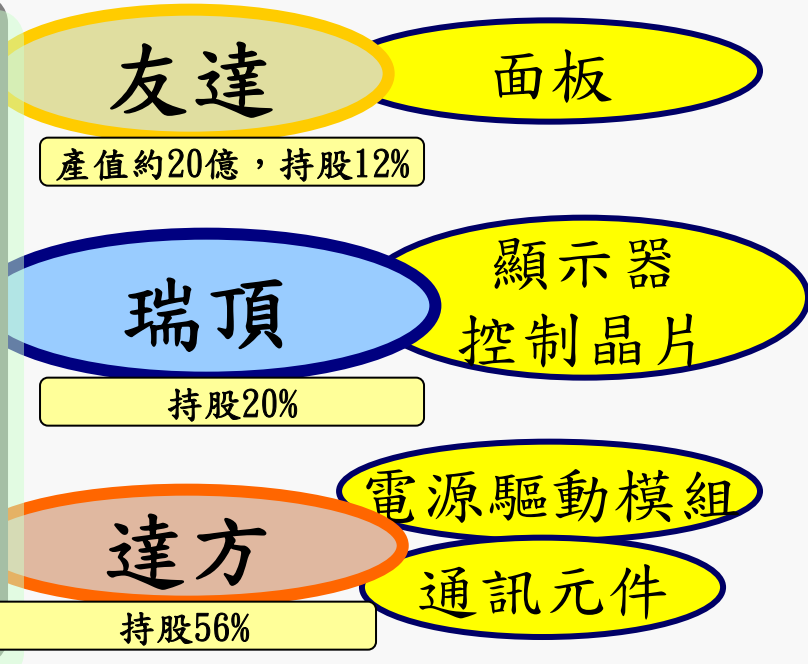 友達
面板
產值約20億，持股12%
瑞頂
顯示器
控制晶片
持股20%
電源驅動模組
達方
通訊元件
持股56%